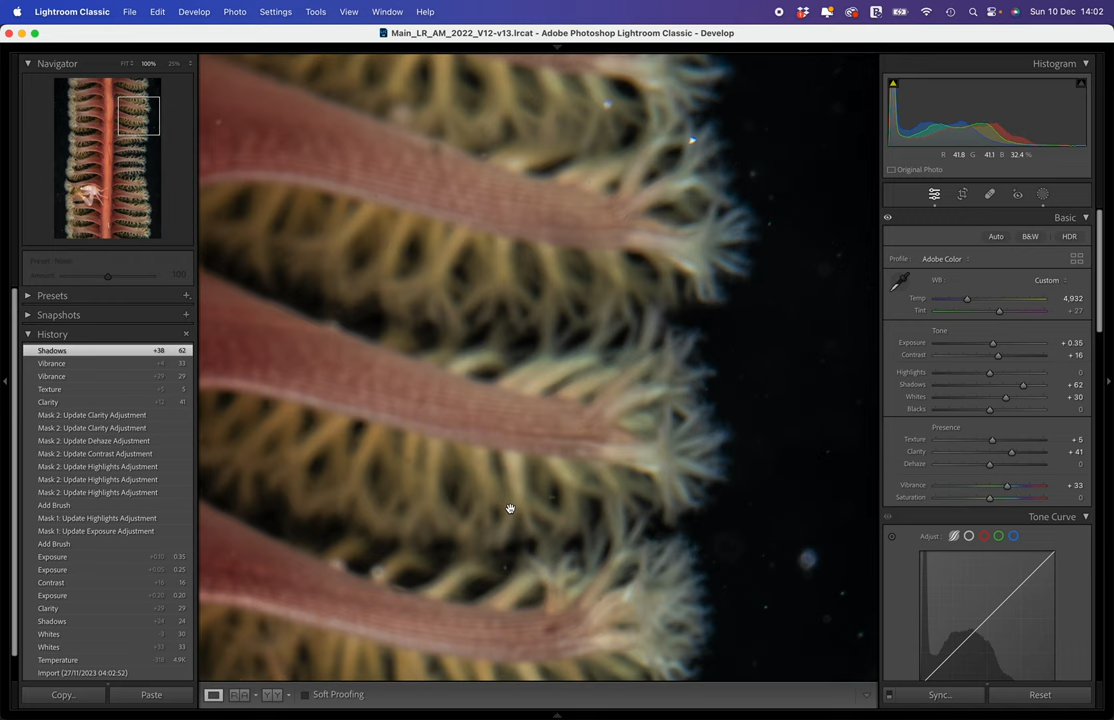 Lightroom Classic File Edit Develop Photo Settings Tools View Window Help Sun 10 Dec 14:02
Main_LR_AM_2022_V12-v13.lrcat - Adobe Photoshop Lightroom Classic - Develop
Navigator FIT 100% 25%
Amount 100
Presets
Snapshots
History
Shadows +38 62
Vibrance +4 33
Vibrance +29 29
Texture +5 5
Clarity +12 41
Mask 2: Update Clarity Adjustment
Mask 2: Update Clarity Adjustment
Mask 2: Update Dehaze Adjustment
Mask 2: Update Contrast Adjustment
Mask 2: Update Highlights Adjustment
Mask 2: Update Highlights Adjustment
Mask 2: Update Highlights Adjustment
Add Brush
Mask 1: Update Highlights Adjustment
Mask 1: Update Exposure Adjustment
Add Brush
Exposure +0.10 0.35
Exposure +0.05 0.25
Contrast +16 16
Exposure +0.20 0.20
Clarity +29 29
Shadows +24 24
Whites -3 30
Whites +33 33
Temperature -318 4.9K
Import (27/11/2023 04:02:52)
Copy... Paste
Soft Proofing
Histogram
R 41.8 G 41.1 B 32.4 %
Original Photo
Basic
Auto B&W HDR
Profile : Adobe Color
WB : Custom
Temp 4,932
Tint + 27
Tone
Exposure + 0.35
Contrast + 16
Highlights 0
Shadows + 62
Whites + 30
Blacks 0
Presence
Texture + 5
Clarity + 41
Dehaze 0
Vibrance + 33
Saturation 0
Tone Curve
Adjust :
Sync... Reset